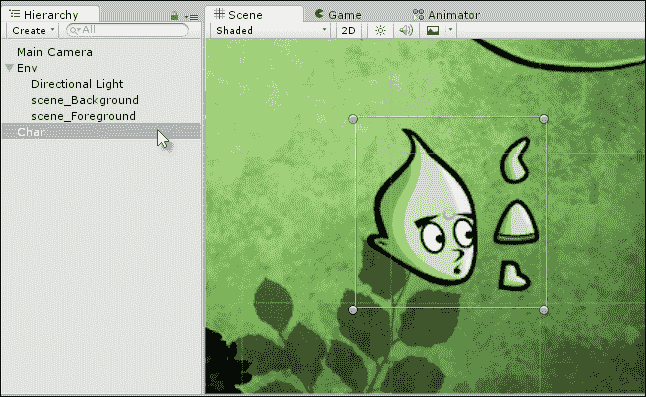 Hierarchy
Create All
Main Camera
Env
Directional Light
scene_Background
scene_Foreground
Char
Scene Game Animator
Shaded 2D